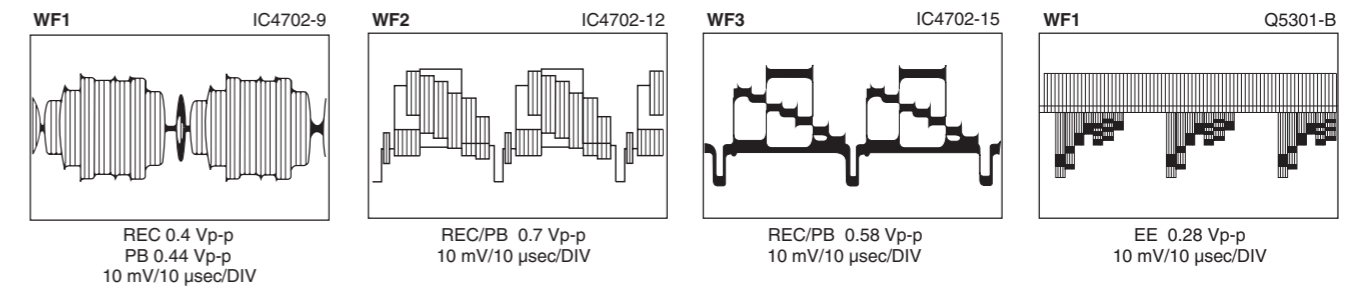 WF1 IC4702-9
REC 0.4 Vp-p
PB 0.44 Vp-p
10 mV/10 µsec/DIV
WF2 IC4702-12
REC/PB 0.7 Vp-p
10 mV/10 µsec/DIV
WF3 IC4702-15
REC/PB 0.58 Vp-p
10 mV/10 µsec/DIV
WF1 Q5301-B
EE 0.28 Vp-p
10 mV/10 µsec/DIV